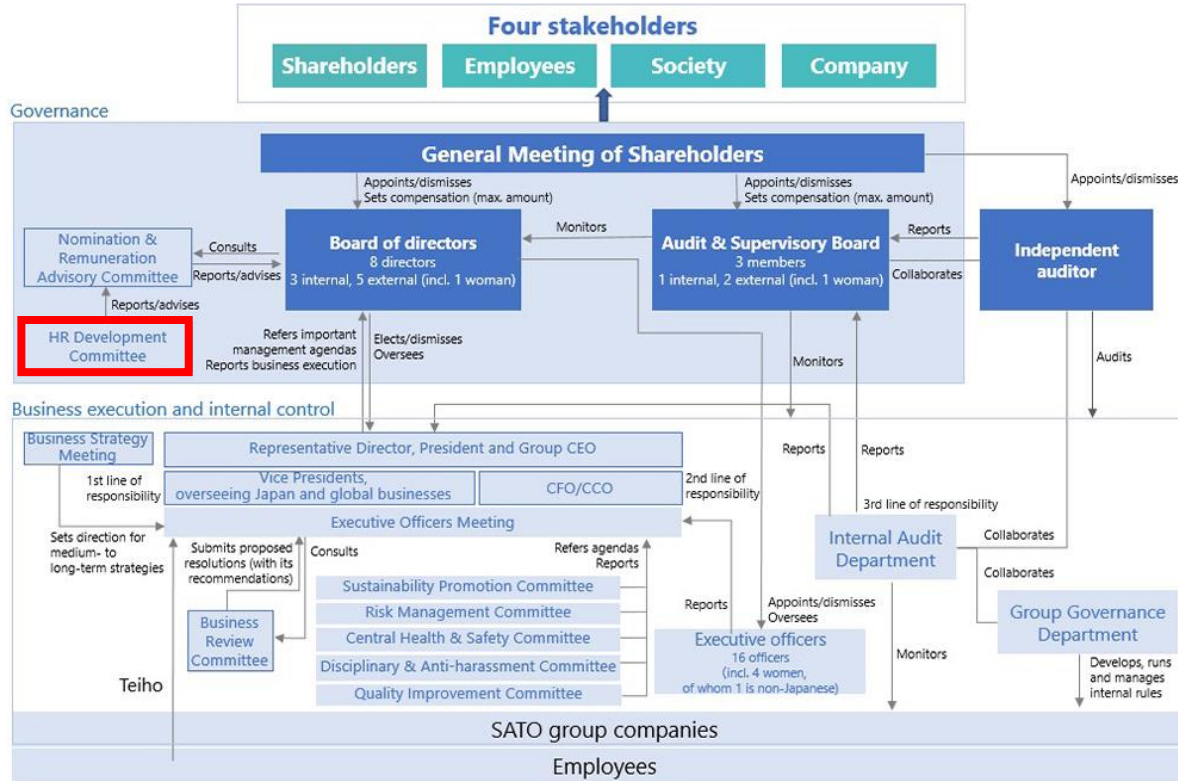 Four stakeholders
Shareholders
Employees
Society
Company
Governance
General Meeting of Shareholders
Appoints/dismisses
Sets compensation (max. amount)
Appoints/dismisses
Sets compensation (max. amount)
Appoints/dismisses
Nomination &
Remuneration
Advisory Committee
Consults
Reports/advises
Board of directors
8 directors
3 internal, 5 external (incl. 1 woman)
Monitors
Audit & Supervisory Board
3 members
1 internal, 2 external (incl. 1 woman)
Reports
Collaborates
Independent
auditor
Reports/advises
HR Development
Committee
Refers important
management agendas
Reports business execution
Elects/dismisses
Oversees
Monitors
Audits
Business execution and internal control
Business Strategy
Meeting
Representative Director, President and Group CEO
Reports
Reports
1st line of
responsibility
Vice Presidents,
overseeing Japan and global businesses
CFO/CCO
2nd line of
responsibility
3rd line of responsibility
Executive Officers Meeting
Internal Audit
Department
Collaborates
Sets direction for
medium- to
long-term strategies
Submits proposed
resolutions (with its
recommendations)
Consults
Refers agendas
Reports
Collaborates
Sustainability Promotion Committee
Risk Management Committee
Central Health & Safety Committee
Disciplinary & Anti-harassment Committee
Quality Improvement Committee
Reports
Appoints/dismisses
Oversees
Group Governance
Department
Business
Review
Committee
Executive officers
16 officers
(incl. 4 women,
of whom 1 is non-Japanese)
Monitors
Develops, runs
and manages
internal rules
Teiho
SATO group companies
Employees